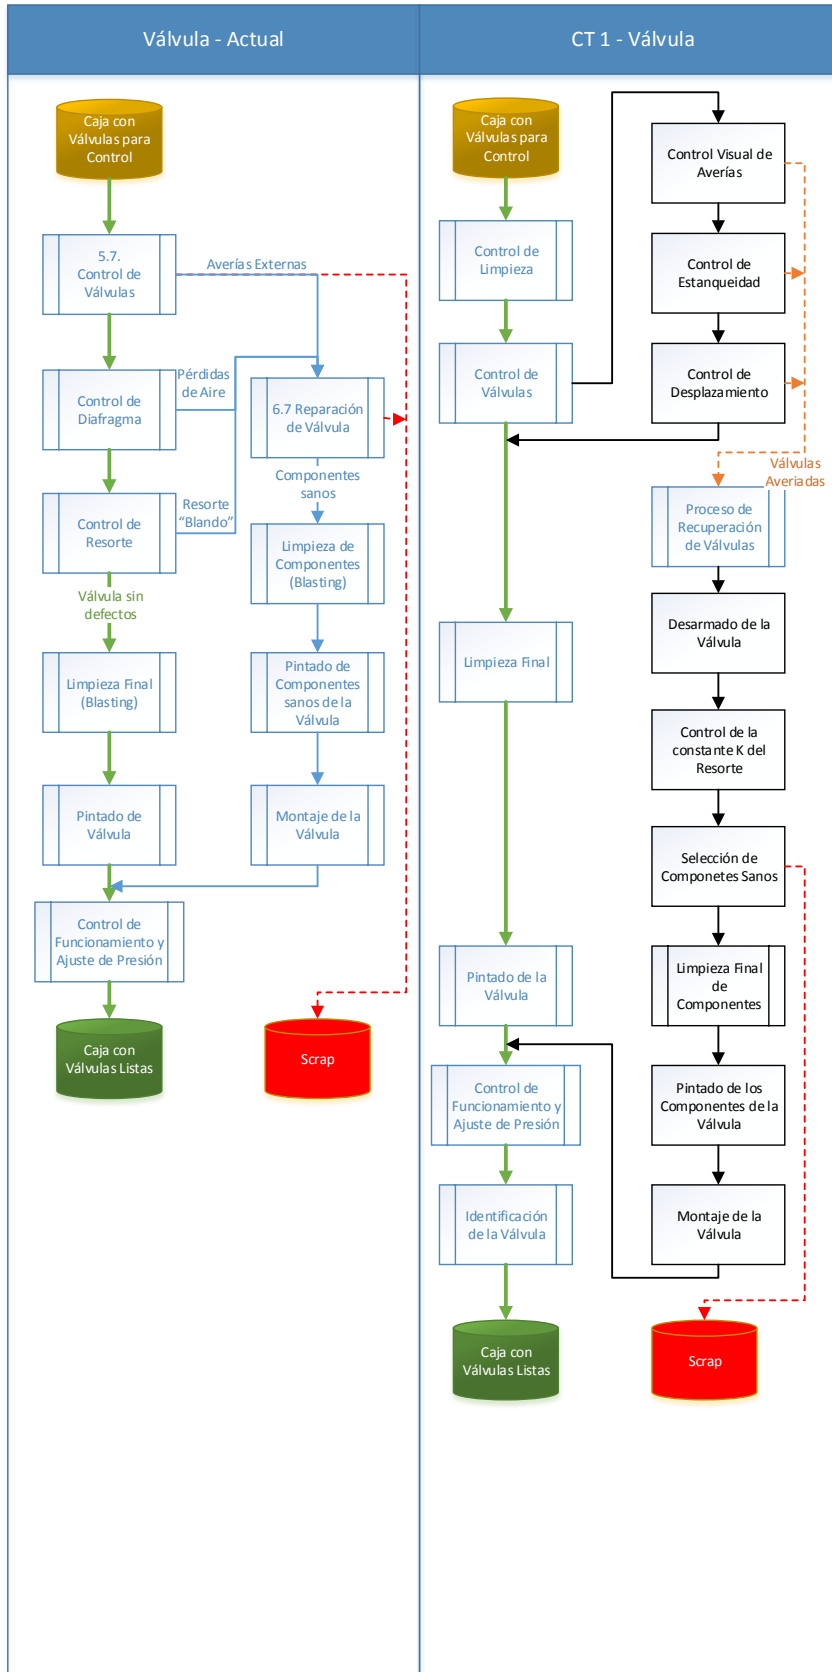 Válvula - Actual
CT 1 - Válvula
Caja con
Válvulas para
Control
5.7.
Control de
Válvulas
Averías Externas
Control de
Diafragma
Pérdidas
de Aire
6.7 Reparación
de Válvula
Componentes
sanos
Control de
Resorte
Resorte
“Blando”
Limpieza de
Componentes
(Blasting)
Válvula sin
defectos
Limpieza Final
(Blasting)
Pintado de
Componentes
sanos de la
Válvula
Pintado de
Válvula
Montaje de la
Válvula
Control de
Funcionamiento y
Ajuste de Presión
Caja con
Válvulas Listas
Scrap
Caja con
Válvulas para
Control
Control de
Limpieza
Control de
Válvulas
Control Visual de
Averías
Control de
Estanqueidad
Control de
Desplazamiento
Válvulas
Averiadas
Proceso de
Recuperación
de Válvulas
Desarmado de la
Válvula
Limpieza Final
Control de la
constante K del
Resorte
Selección de
Componetes Sanos
Limpieza Final
de
Componentes
Pintado de la
Válvula
Pintado de los
Componentes de la
Válvula
Control de
Funcionamiento y
Ajuste de Presión
Identificación
de la Válvula
Montaje de la
Válvula
Caja con
Válvulas Listas
Scrap